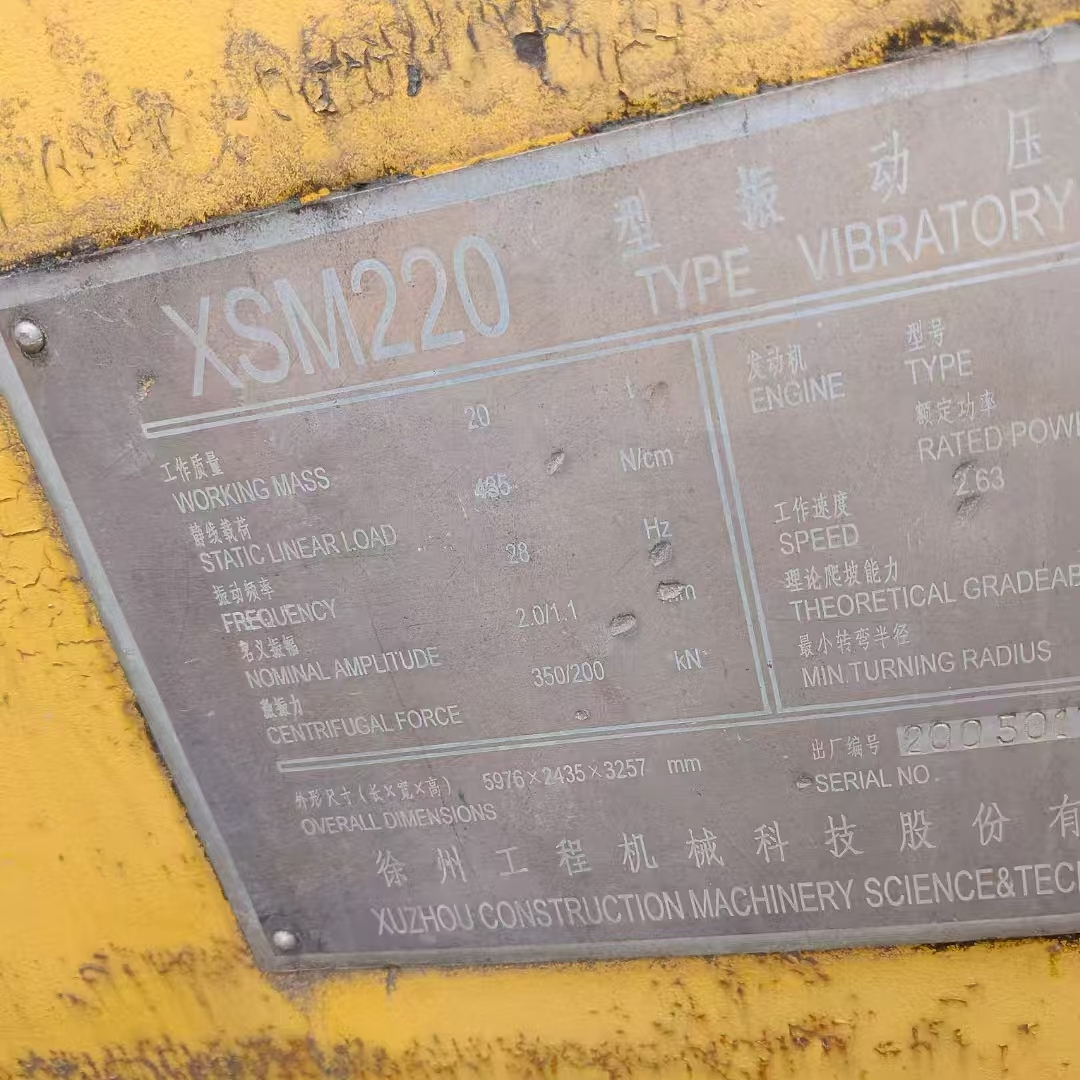 XSM220 型 振 动 压
TYPE VIBRATORY
工作质量 20 t
WORKING MASS
静线载荷 485 N/cm
STATIC LINEAR LOAD
振动频率 28 Hz
FREQUENCY
名义振幅 2.0/1.1
NOMINAL AMPLITUDE
激振力 350/200 kN
CENTRIFUGAL FORCE
发动机 型号
ENGINE TYPE
额定功率
RATED POW
工作速度 2.63
SPEED
理论爬坡能力
THEORETICAL GRADEAB
最小转弯半径
MIN.TURNING RADIUS
外形尺寸(长×宽×高) 5976×2435×3257 mm
OVERALL DIMENSIONS
出厂编号 200501
SERIAL NO.
徐 州 工 程 机 械 科 技 股 份 有
XUZHOU CONSTRUCTION MACHINERY SCIENCE&TEC